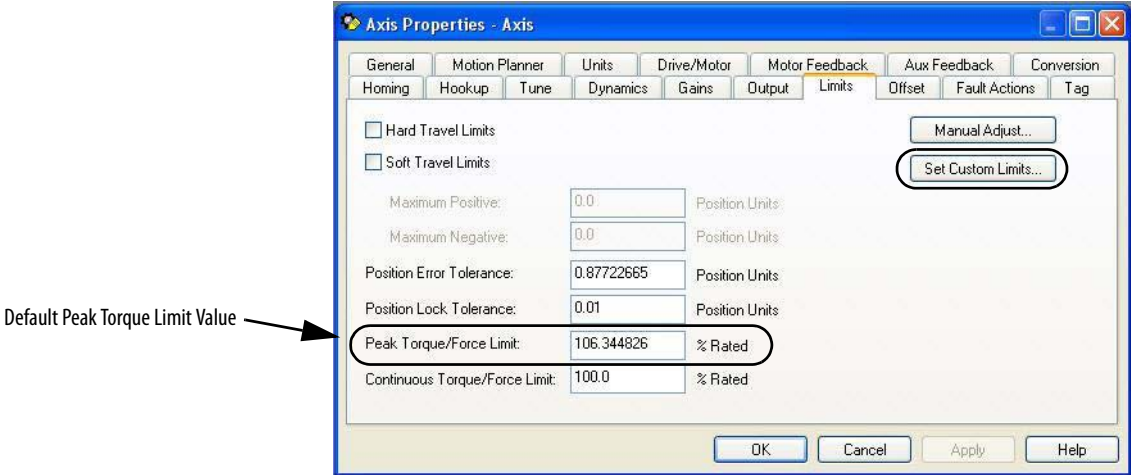 Axis Properties - Axis
General Motion Planner Units Drive/Motor Motor Feedback Aux Feedback Conversion
Homing Hookup Tune Dynamics Gains Output Limits Offset Fault Actions Tag
Hard Travel Limits
Manual Adjust...
Soft Travel Limits
Set Custom Limits...
Maximum Positive: 0.0 Position Units
Maximum Negative: 0.0 Position Units
Position Error Tolerance: 0.87722665 Position Units
Position Lock Tolerance: 0.01 Position Units
Default Peak Torque Limit Value
Peak Torque/Force Limit: 106.344826 % Rated
Continuous Torque/Force Limit: 100.0 % Rated
OK Cancel Apply Help